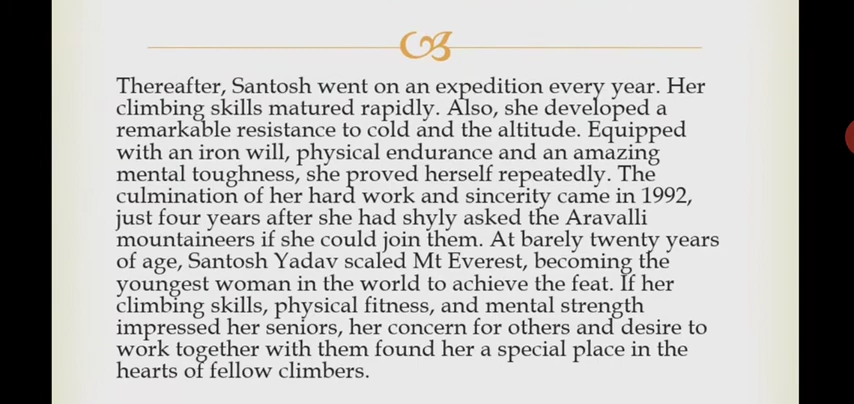 Thereafter, Santosh went on an expedition every year. Her
climbing skills matured rapidly. Also, she developed a
remarkable resistance to cold and the altitude. Equipped
with an iron will, physical endurance and an amazing
mental toughness, she proved herself repeatedly. The
culmination of her hard work and sincerity came in 1992,
just four years after she had shyly asked the Aravalli
mountaineers if she could join them. At barely twenty years
of age, Santosh Yadav scaled Mt Everest, becoming the
youngest woman in the world to achieve the feat. If her
climbing skills, physical fitness, and mental strength
impressed her seniors, her concern for others and desire to
work together with them found her a special place in the
hearts of fellow climbers.